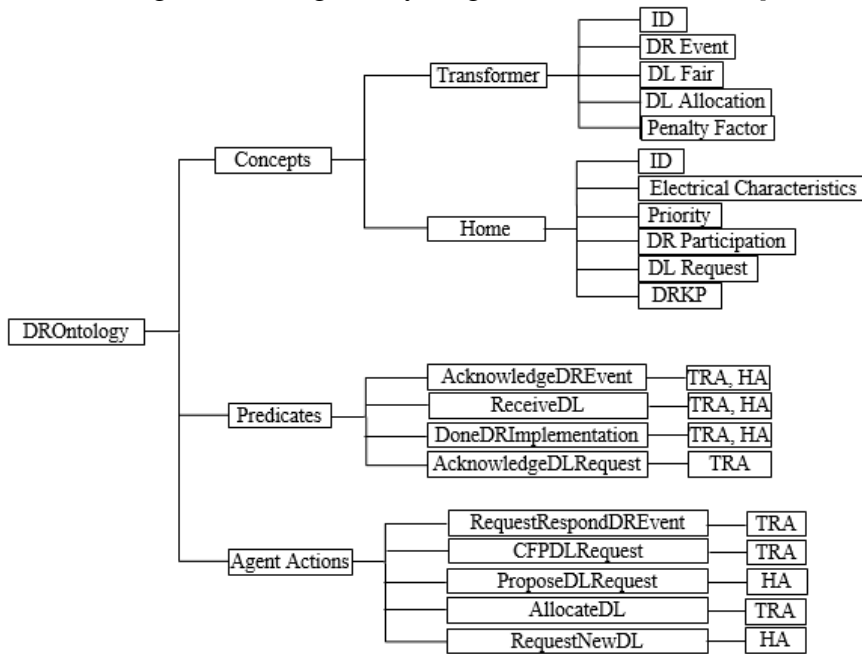 DROntology
Concepts
Transformer
ID
DR Event
DL Fair
DL Allocation
Penalty Factor
Home
ID
Electrical Characteristics
Priority
DR Participation
DL Request
DRKP
Predicates
AcknowledgeDREvent
TRA, HA
ReceiveDL
TRA, HA
DoneDRImplementation
TRA, HA
AcknowledgeDLRequest
TRA
Agent Actions
RequestRespondDREvent
TRA
CFPDLRequest
TRA
ProposeDLRequest
HA
AllocateDL
TRA
RequestNewDL
HA